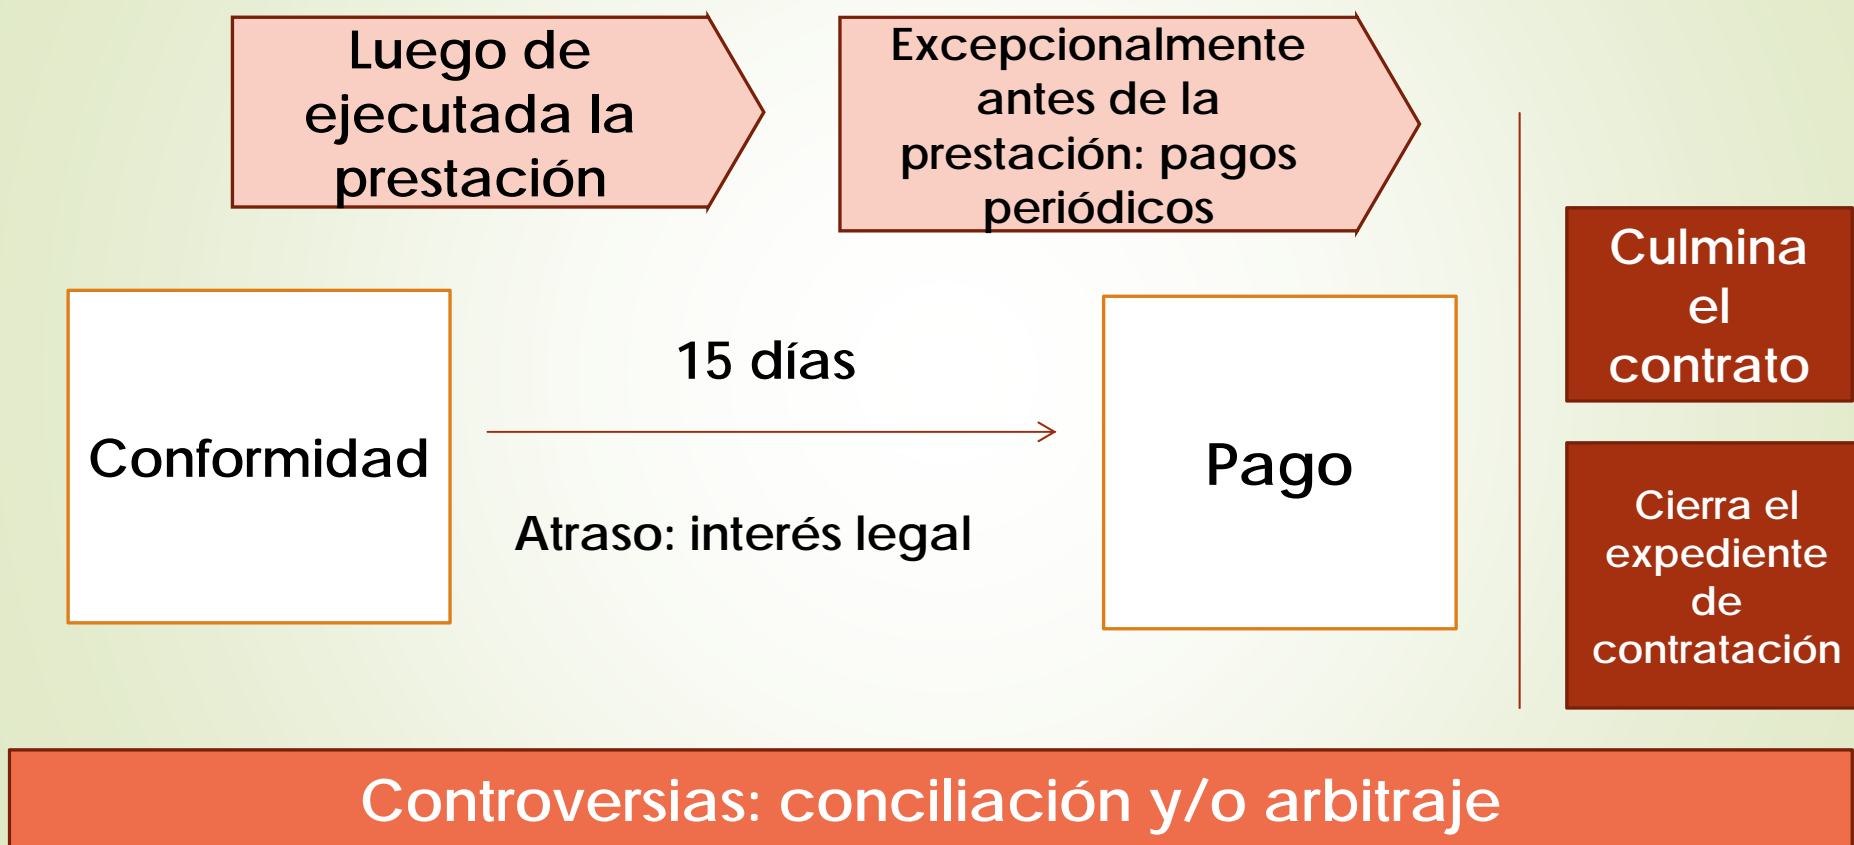 Luego de
ejecutada la
prestación
Excepcionalmente
antes de la
prestación: pagos
periódicos
Conformidad
15 días
Atraso: interés legal
Pago
Culmina
el
contrato
Cierra el
expediente
de
contratación
Controversias: conciliación y/o arbitraje